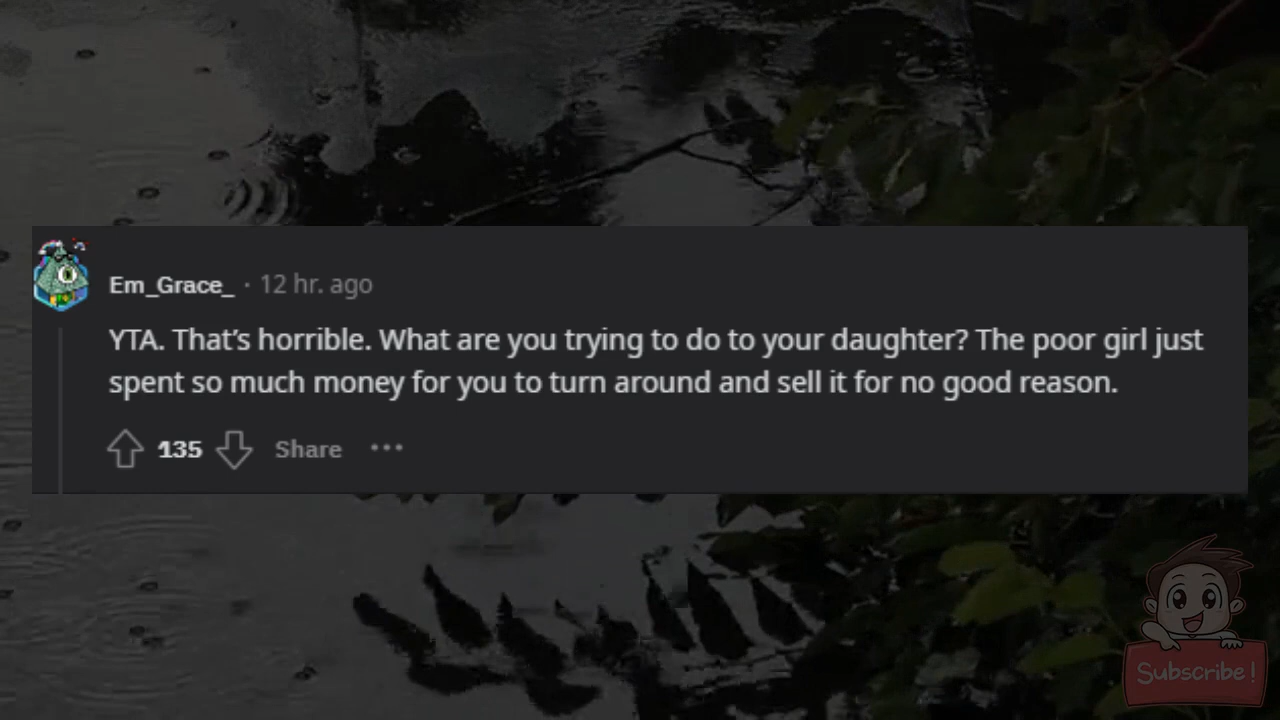 Em_Grace_ · 12 hr. ago
YTA. That’s horrible. What are you trying to do to your daughter? The poor girl just
spent so much money for you to turn around and sell it for no good reason.
135 Share ···
Subscribe!